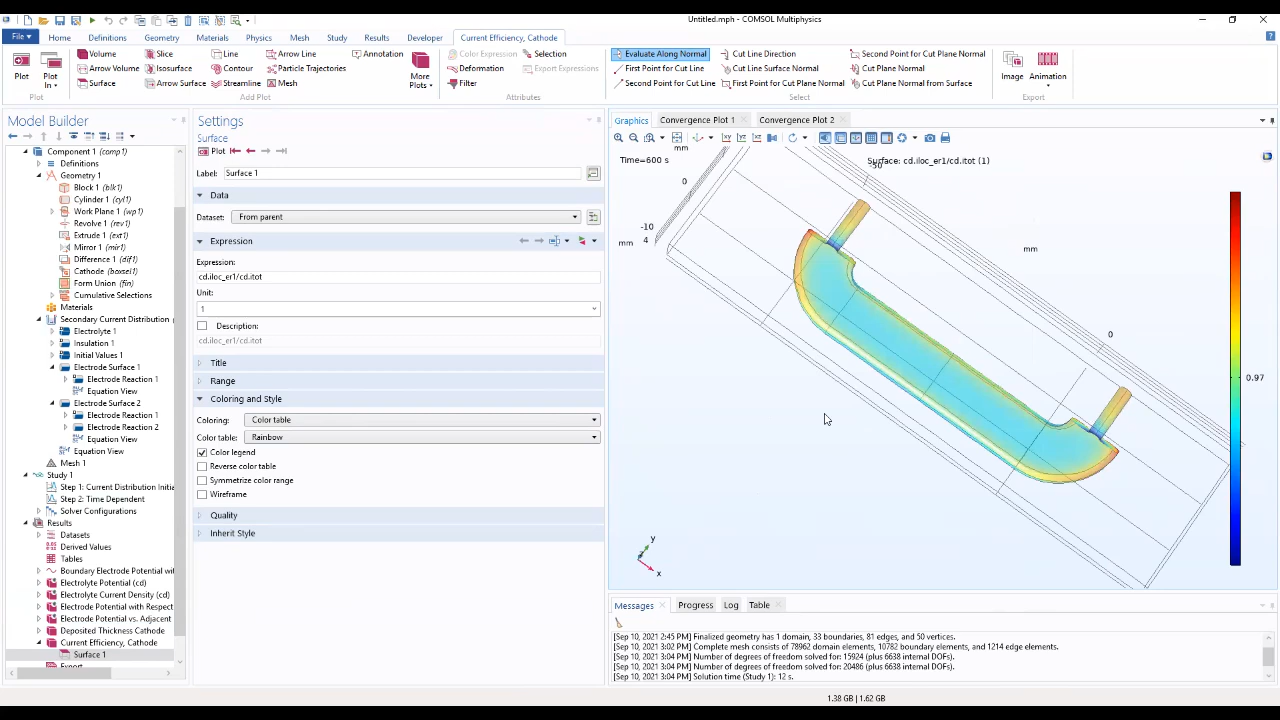 Untitled.mph - COMSOL Multiphysics
File Home Definitions Geometry Materials Physics Mesh Study Results Developer Current Efficiency, Cathode
Plot Plot In Volume Slice Line Arrow Line Annotation More Plots Color Expression Selection Evaluate Along Normal Cut Line Direction Second Point for Cut Plane Normal Image Animation
Arrow Volume Isosurface Contour Particle Trajectories Deformation Export Expressions First Point for Cut Line Cut Line Surface Normal Cut Plane Normal
Surface Arrow Surface Streamline Mesh Filter Second Point for Cut Line First Point for Cut Plane Normal Cut Plane Normal from Surface
Plot Add Plot Attributes Select Export
Model Builder
Component 1 (comp1)
Definitions
Geometry 1
Block 1 (blk1)
Cylinder 1 (cyl1)
Work Plane 1 (wp1)
Revolve 1 (rev1)
Extrude 1 (ext1)
Mirror 1 (mir1)
Difference 1 (dif1)
Cathode (boxsel1)
Form Union (fin)
Cumulative Selections
Materials
Secondary Current Distribution
Electrolyte 1
Insulation 1
Initial Values 1
Electrode Surface 1
Electrode Reaction 1
Equation View
Electrode Surface 2
Electrode Reaction 1
Electrode Reaction 2
Equation View
Equation View
Mesh 1
Study 1
Step 1: Current Distribution Initia
Step 2: Time Dependent
Solver Configurations
Results
Datasets
Derived Values
Tables
Boundary Electrode Potential with
Electrolyte Potential (cd)
Electrolyte Current Density (cd)
Electrode Potential with Respect
Electrode Potential vs. Adjacent
Deposited Thickness Cathode
Current Efficiency, Cathode
Surface 1
Export
Settings
Surface
Plot
Label: Surface 1
Data
Dataset: From parent
Expression
Expression:
cd.iloc_er1/cd.itot
Unit:
1
Description:
cd.iloc_er1/cd.itot
Title
Range
Coloring and Style
Coloring: Color table
Color table: Rainbow
Color legend
Reverse color table
Symmetrize color range
Wireframe
Quality
Inherit Style
Graphics Convergence Plot 1 Convergence Plot 2
Time=600 s Surface: cd.iloc_er1/cd.itot (1)
mm
0
-50
-10
mm 4
mm
0
0.97
y
z
x
Messages Progress Log Table
[Sep 10, 2021 2:45 PM] Finalized geometry has 1 domain, 33 boundaries, 81 edges, and 50 vertices.
[Sep 10, 2021 3:02 PM] Complete mesh consists of 78962 domain elements, 10782 boundary elements, and 1214 edge elements.
[Sep 10, 2021 3:04 PM] Number of degrees of freedom solved for: 15924 (plus 6638 internal DOFs).
[Sep 10, 2021 3:04 PM] Number of degrees of freedom solved for: 20486 (plus 6638 internal DOFs).
[Sep 10, 2021 3:04 PM] Solution time (Study 1): 12 s.
1.38 GB | 1.62 GB